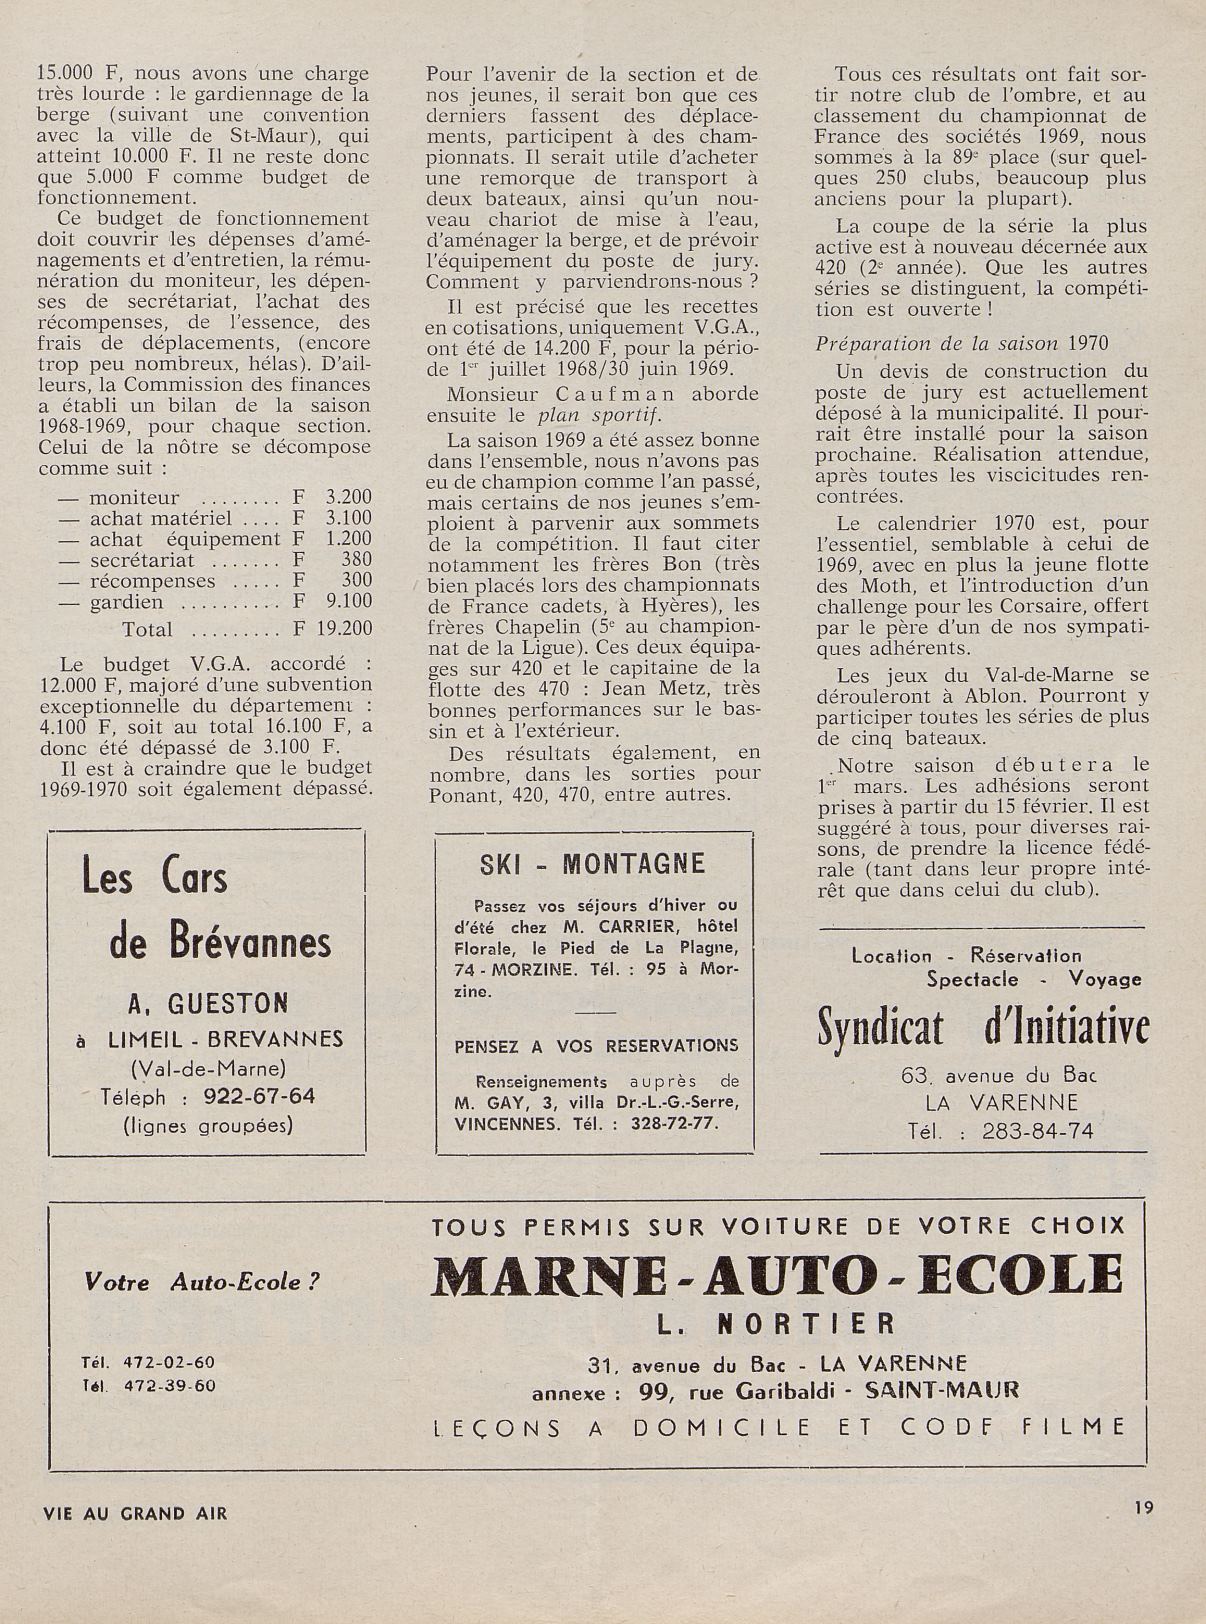 15.000 F, nous avons une charge
très lourde : le gardiennage de la
berge (suivant une convention
avec la ville de St-Maur), qui
atteint 10.000 F. Il ne reste donc
que 5.000 F comme budget de
fonctionnement.
Ce budget de fonctionnement
doit couvrir les dépenses d'amé-
nagements et d'entretien, la rému-
nération du moniteur, les dépen-
ses de secrétariat, l'achat des
récompenses, de l'essence, des
frais de déplacements, (encore
trop peu nombreux, hélas). D'ail-
leurs, la Commission des finances
a établi un bilan de la saison
1968-1969, pour chaque section.
Celui de la nôtre se décompose
comme suit :
— moniteur ........ F 3.200
— achat matériel .... F 3.100
— achat équipement F 1.200
— secrétariat ....... F 380
— récompenses ..... F 300
— gardien .......... F 9.100
Total ......... F 19.200
Le budget V.G.A. accordé :
12.000 F, majoré d'une subvention
exceptionnelle du département :
4.100 F, soit au total 16.100 F, a
donc été dépassé de 3.100 F.
Il est à craindre que le budget
1969-1970 soit également dépassé.
Pour l'avenir de la section et de
nos jeunes, il serait bon que ces
derniers fassent des déplace-
ments, participent à des cham-
pionnats. Il serait utile d'acheter
une remorque de transport à
deux bateaux, ainsi qu'un nou-
veau chariot de mise à l'eau,
d'aménager la berge, et de prévoir
l'équipement du poste de jury.
Comment y parviendrons-nous ?
Il est précisé que les recettes
en cotisations, uniquement V.G.A.,
ont été de 14.200 F, pour la pério-
de 1er juillet 1968/30 juin 1969.
Monsieur Caufman aborde
ensuite le plan sportif.
La saison 1969 a été assez bonne
dans l'ensemble, nous n'avons pas
eu de champion comme l'an passé,
mais certains de nos jeunes s'em-
ploient à parvenir aux sommets
de la compétition. Il faut citer
notamment les frères Bon (très
bien placés lors des championnats
de France cadets, à Hyères), les
frères Chapelin (5e au champion-
nat de la Ligue). Ces deux équipa-
ges sur 420 et le capitaine de la
flotte des 470 : Jean Metz, très
bonnes performances sur le bas-
sin et à l'extérieur.
Des résultats également, en
nombre, dans les sorties pour
Ponant, 420, 470, entre autres.
Tous ces résultats ont fait sor-
tir notre club de l'ombre, et au
classement du championnat de
France des sociétés 1969, nous
sommes à la 89e place (sur quel-
ques 250 clubs, beaucoup plus
anciens pour la plupart).
La coupe de la série la plus
active est à nouveau décernée aux
420 (2e année). Que les autres
séries se distinguent, la compéti-
tion est ouverte !
Préparation de la saison 1970
Un devis de construction du
poste de jury est actuellement
déposé à la municipalité. Il pour-
rait être installé pour la saison
prochaine. Réalisation attendue,
après toutes les viscicitudes ren-
contrées.
Le calendrier 1970 est, pour
l'essentiel, semblable à celui de
1969, avec en plus la jeune flotte
des Moth, et l'introduction d'un
challenge pour les Corsaire, offert
par le père d'un de nos sympati-
ques adhérents.
Les jeux du Val-de-Marne se
dérouleront à Ablon. Pourront y
participer toutes les séries de plus
de cinq bateaux.
Notre saison débutera le
1er mars. Les adhésions seront
prises à partir du 15 février. Il est
suggéré à tous, pour diverses rai-
sons, de prendre la licence fédé-
rale (tant dans leur propre inté-
rêt que dans celui du club).
Les Cars
de Brévannes
A. GUESTON
à LIMEIL - BREVANNES
(Val-de-Marne)
Téléph : 922-67-64
(lignes groupées)
SKI - MONTAGNE
Passez vos séjours d'hiver ou
d'été chez M. CARRIER, hôtel
Florale, le Pied de La Plagne,
74 - MORZINE. Tél. : 95 à Mor-
zine.
PENSEZ A VOS RESERVATIONS
Renseignements auprès de
M. GAY, 3, villa Dr.-L.-G.-Serre,
VINCENNES. Tél. : 328-72-77.
Location - Réservation
Spectacle - Voyage
Syndicat d'Initiative
63, avenue du Bac
LA VARENNE
Tél. : 283-84-74
Votre Auto-Ecole ?
Tél. 472-02-60
Tél. 472-39-60
TOUS PERMIS SUR VOITURE DE VOTRE CHOIX
MARNE - AUTO - ECOLE
L. NORTIER
31, avenue du Bac - LA VARENNE
annexe : 99, rue Garibaldi - SAINT-MAUR
LEÇONS A DOMICILE ET CODE FILME
VIE AU GRAND AIR
19